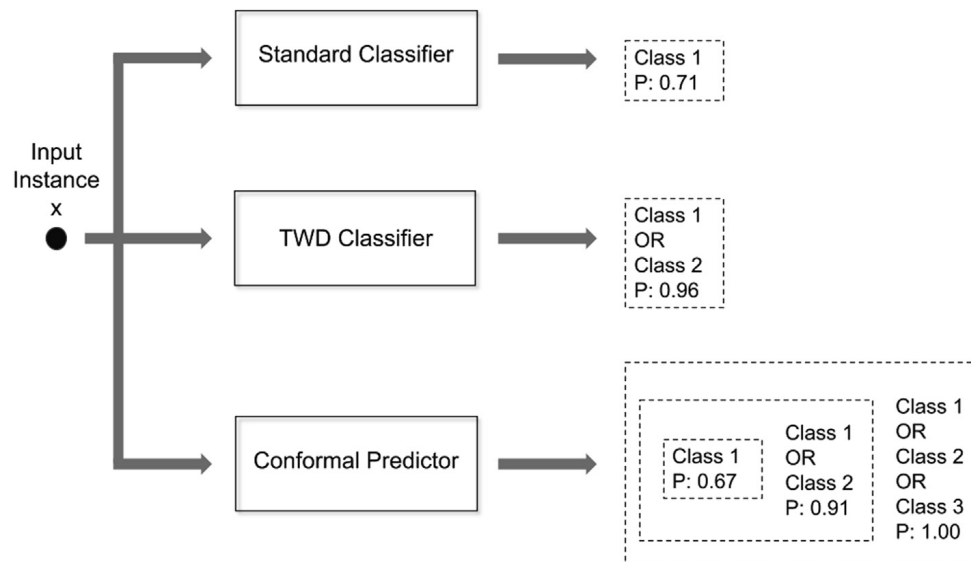 Input
Instance
x
Standard Classifier
Class 1
P: 0.71
TWD Classifier
Class 1
OR
Class 2
P: 0.96
Conformal Predictor
Class 1
P: 0.67
Class 1
OR
Class 2
P: 0.91
Class 1
OR
Class 2
OR
Class 3
P: 1.00